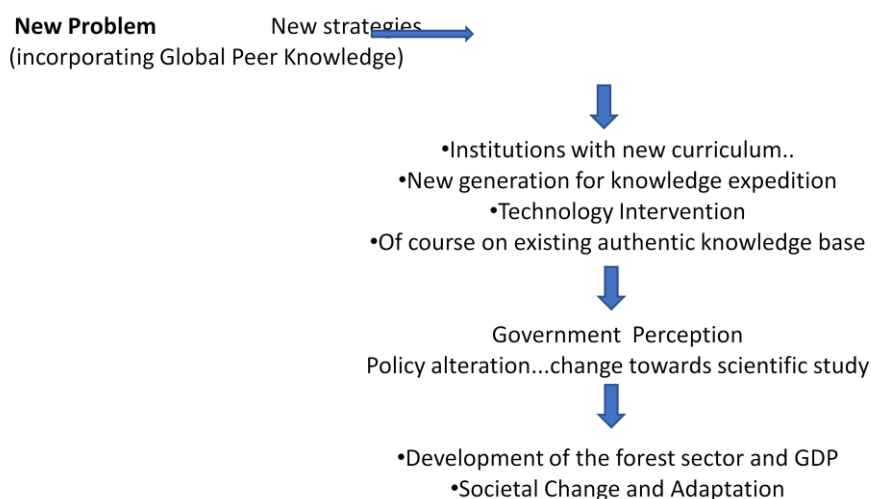 New Problem New strategies
(incorporating Global Peer Knowledge)
•Institutions with new curriculum..
•New generation for knowledge expedition
•Technology Intervention
•Of course on existing authentic knowledge base
Government Perception
Policy alteration...change towards scientific study
•Development of the forest sector and GDP
•Societal Change and Adaptation